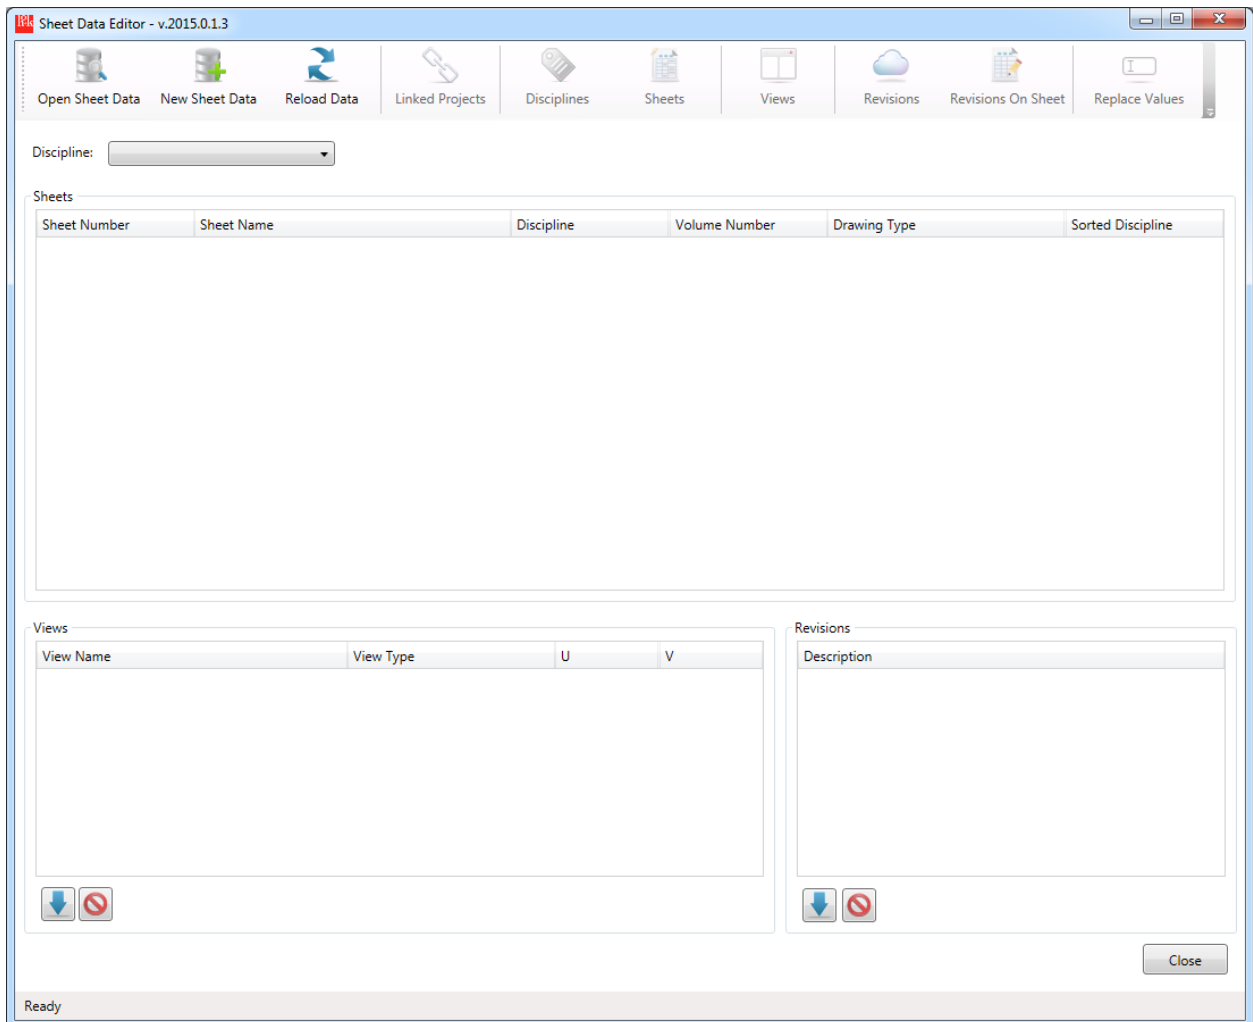 Sheet Data Editor - v.2015.0.1.3
Open Sheet Data New Sheet Data Reload Data Linked Projects Disciplines Sheets Views Revisions Revisions On Sheet Replace Values
Discipline:
Sheets
Sheet Number Sheet Name Discipline Volume Number Drawing Type Sorted Discipline
Views
View Name View Type U V
Revisions
Description
Close
Ready